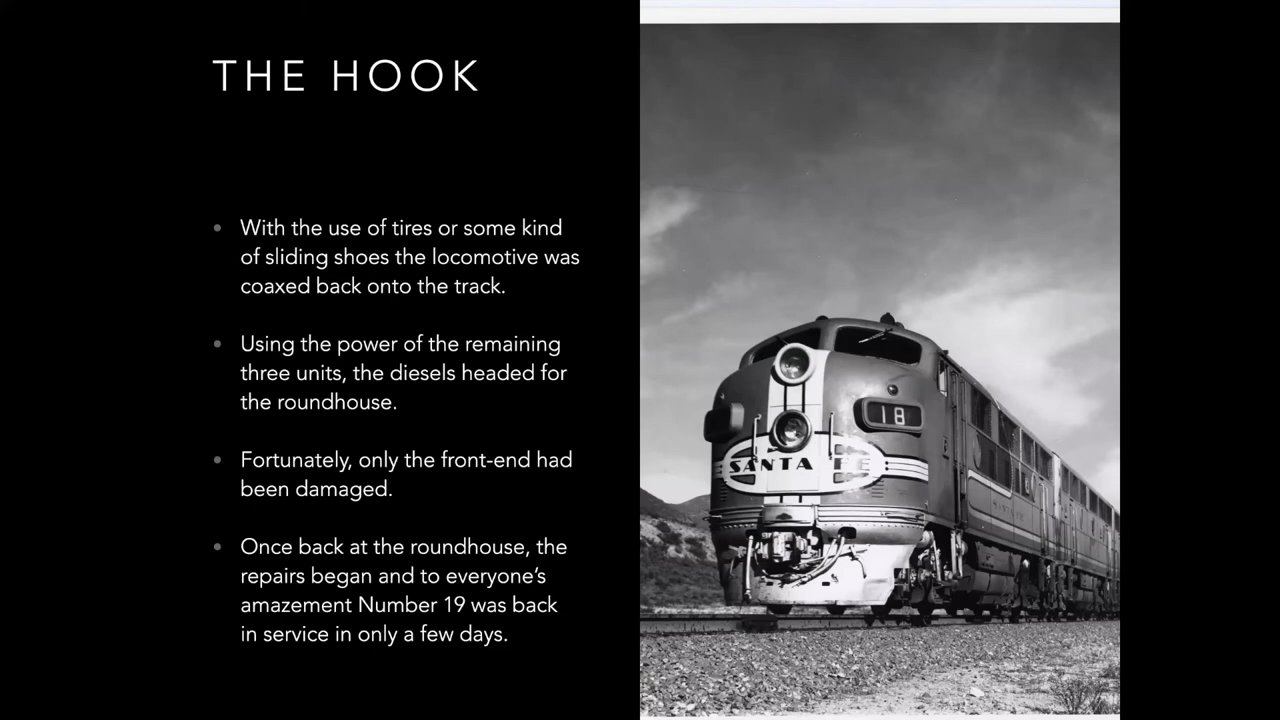 THE HOOK
• With the use of tires or some kind
of sliding shoes the locomotive was
coaxed back onto the track.
• Using the power of the remaining
three units, the diesels headed for
the roundhouse.
• Fortunately, only the front-end had
been damaged.
• Once back at the roundhouse, the
repairs began and to everyone’s
amazement Number 19 was back
in service in only a few days.
18
SANTA FE
SANTA FE